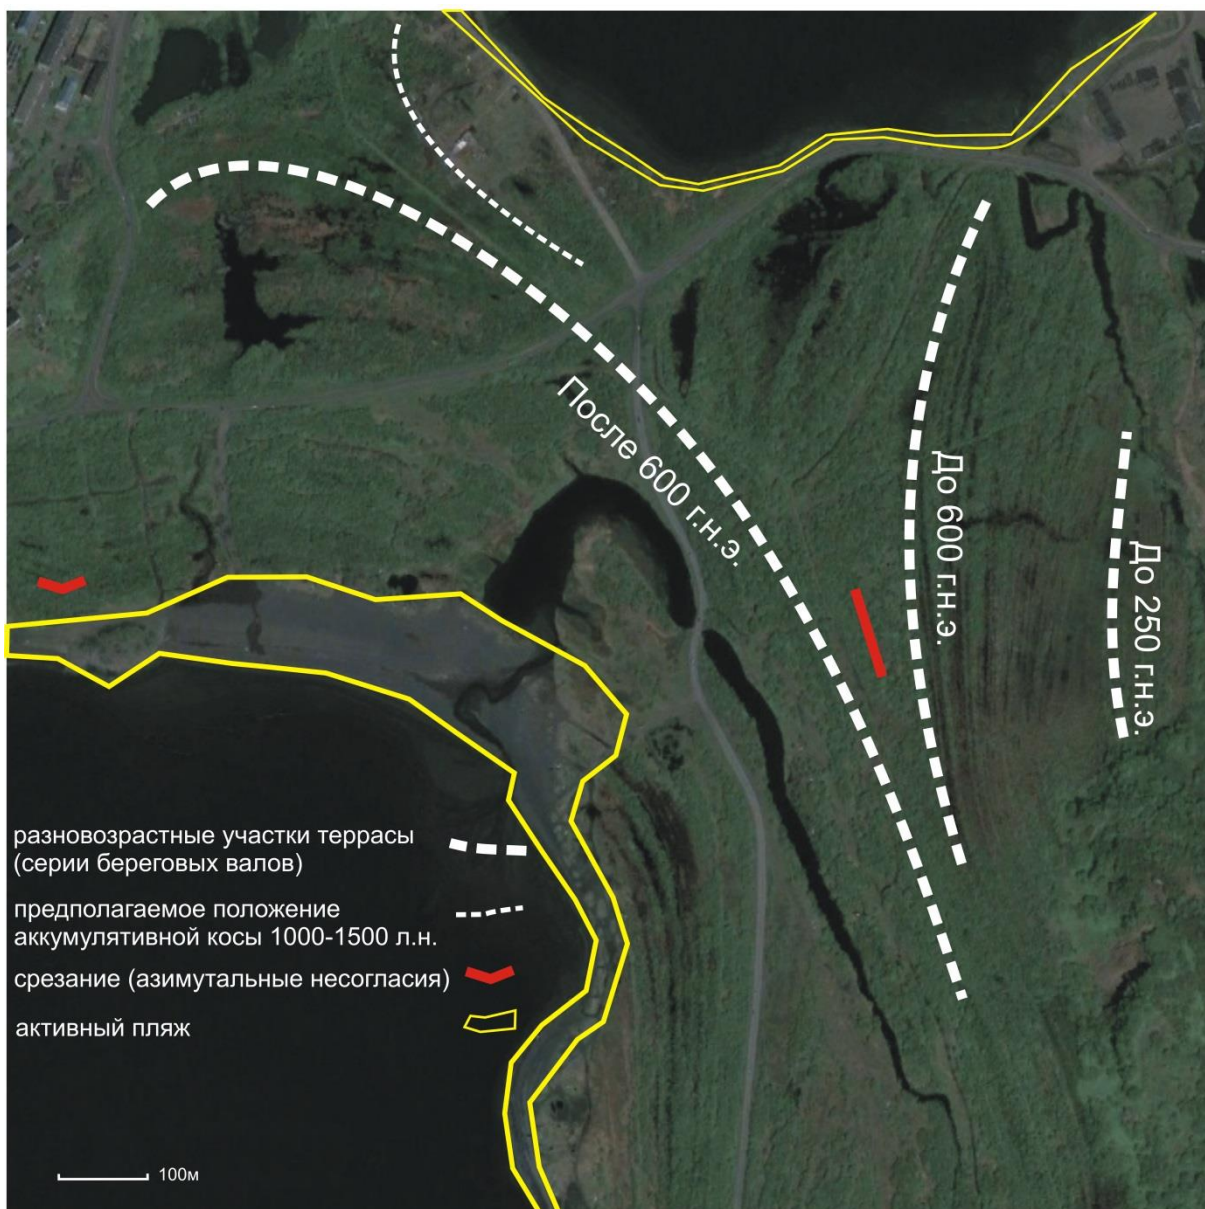 После 600 г.н.э.
До 600 г.н.э.
До 250 г.н.э.
разновозрастные участки террасы
(серии береговых валов)
предполагаемое положение
аккумулятивной косы 1000-1500 л.н.
срезание (азимутальные несогласия)
активный пляж
100м